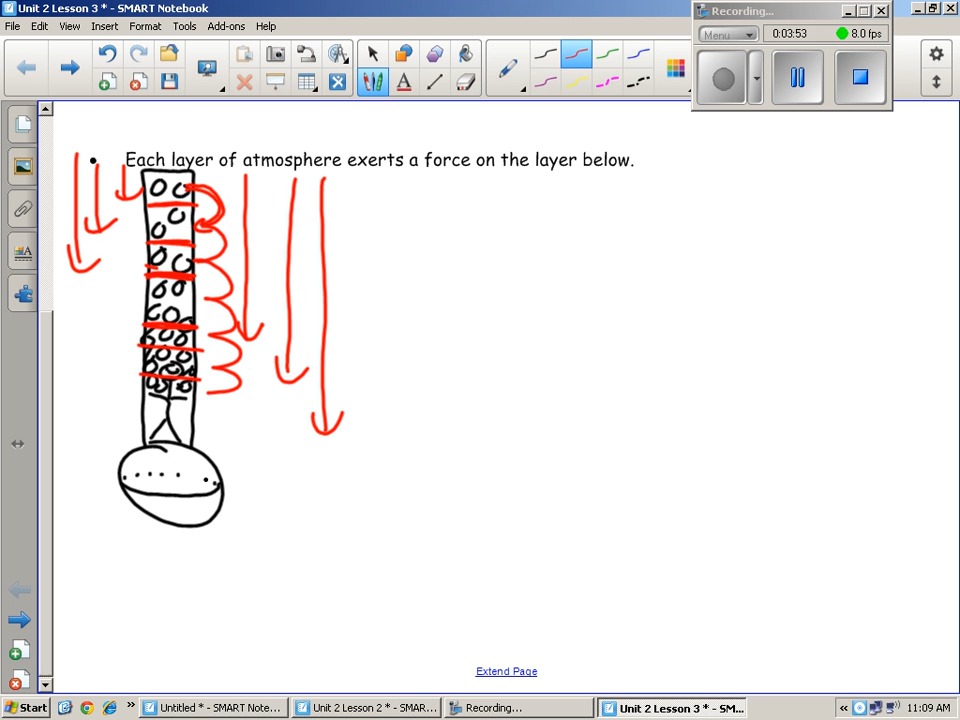 Unit 2 Lesson 3 * - SMART Notebook
File Edit View Insert Format Tools Add-ons Help
Recording...
Menu
0:03:53
8.0 fps
• Each layer of atmosphere exerts a force on the layer below.
Extend Page
Start
Untitled * - SMART Note...
Unit 2 Lesson 2 * - SMAR...
Recording...
Unit 2 Lesson 3 * - SM...
11:09 AM